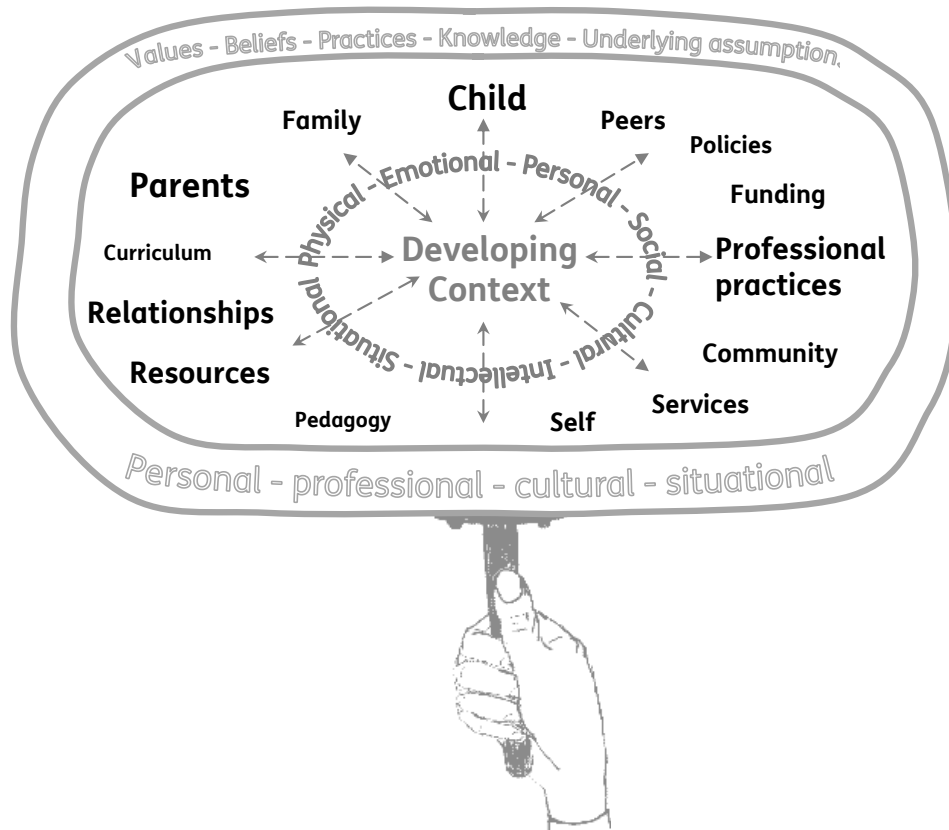 Values - Beliefs - Practices - Knowledge - Underlying assumption.
Child
Family
Peers
Policies
Parents
Funding
Physical - Emotional - Personal - Social - Cultural - Intellectual - Situational
Curriculum
Developing
Context
Professional
practices
Relationships
Resources
Community
Services
Pedagogy
Self
Personal - professional - cultural - situational